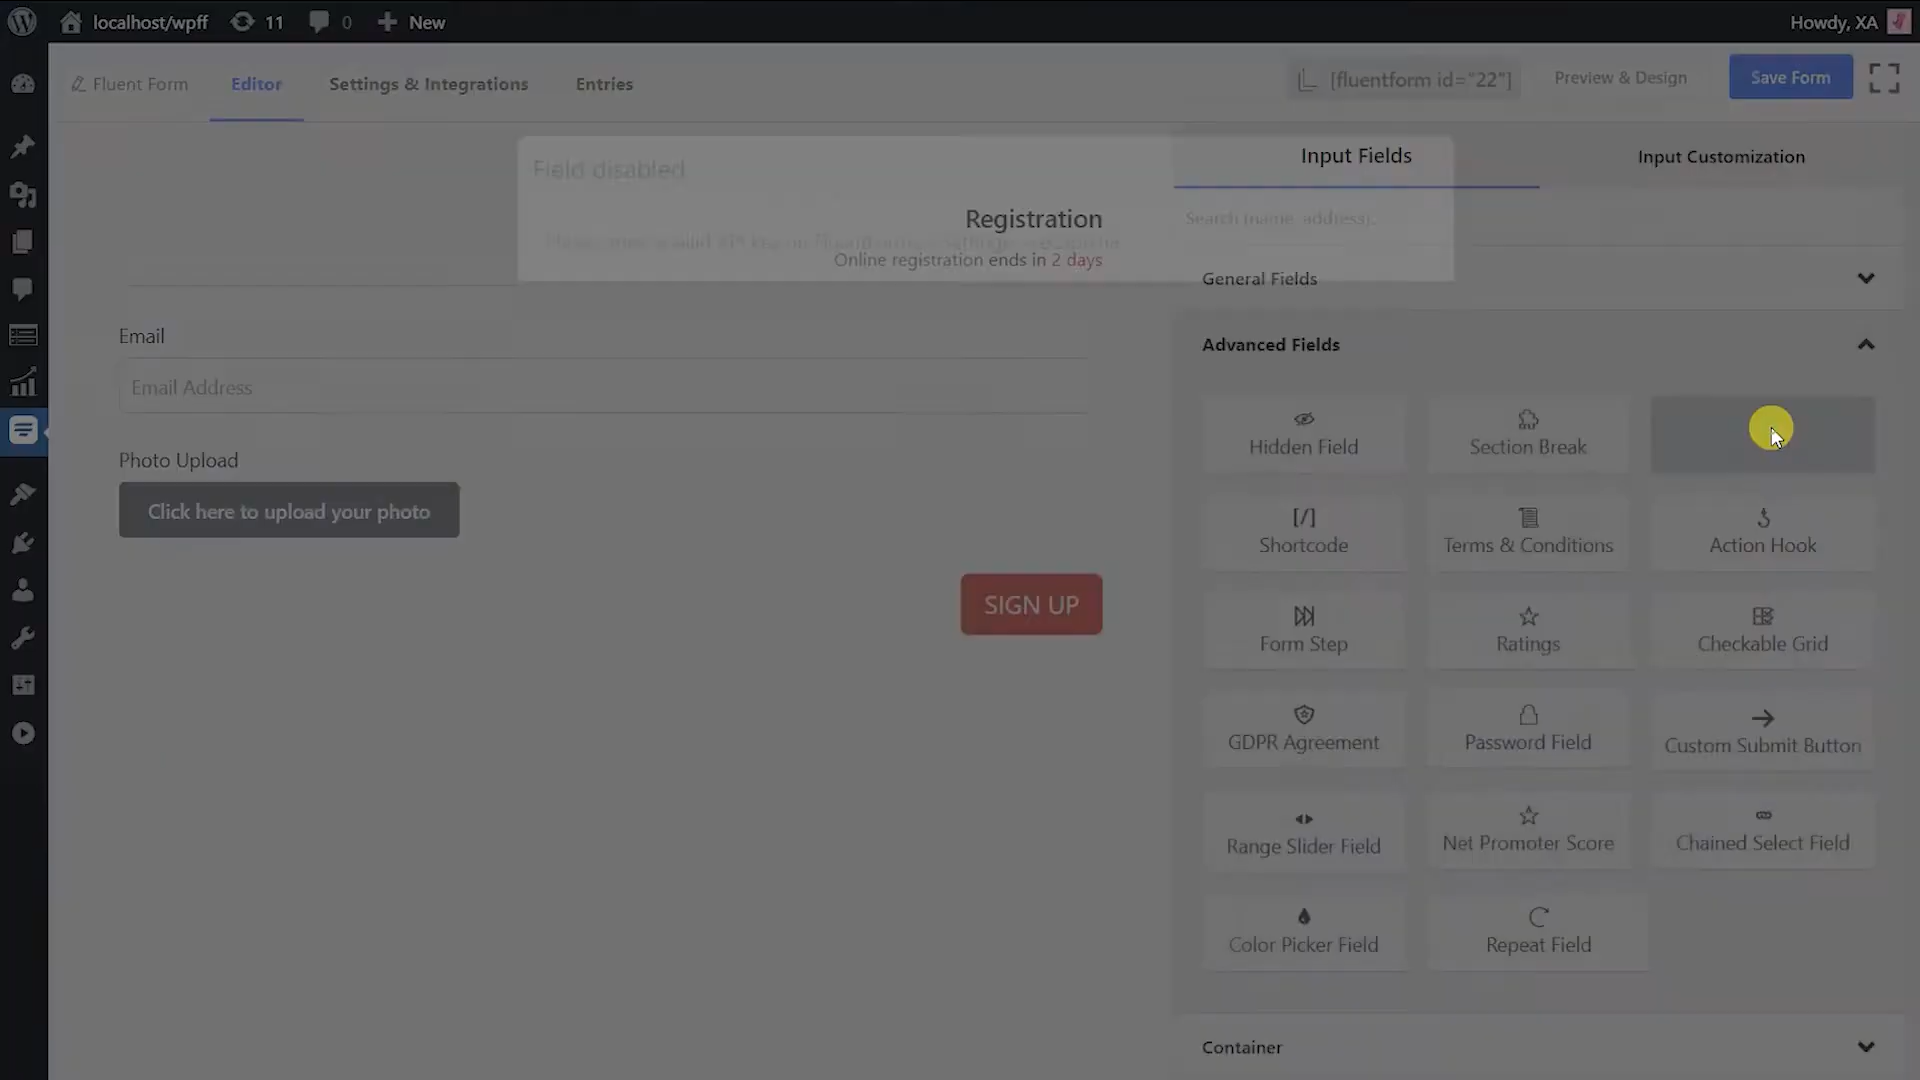 localhost/wpff 11 0 New Howdy, XA
Fluent Form Editor Settings & Integrations Entries [fluentform id="22"] Preview & Design Save Form
Field disabled
Input Fields Input Customization
Registration
Search (name, address)...
Online registration ends in 2 days
General Fields
Email
Email Address
Photo Upload
Click here to upload your photo
SIGN UP
Advanced Fields
Hidden Field Section Break
[/]
Shortcode Terms & Conditions Action Hook
Form Step Ratings Checkable Grid
GDPR Agreement Password Field Custom Submit Button
Range Slider Field Net Promoter Score Chained Select Field
Color Picker Field Repeat Field
Container